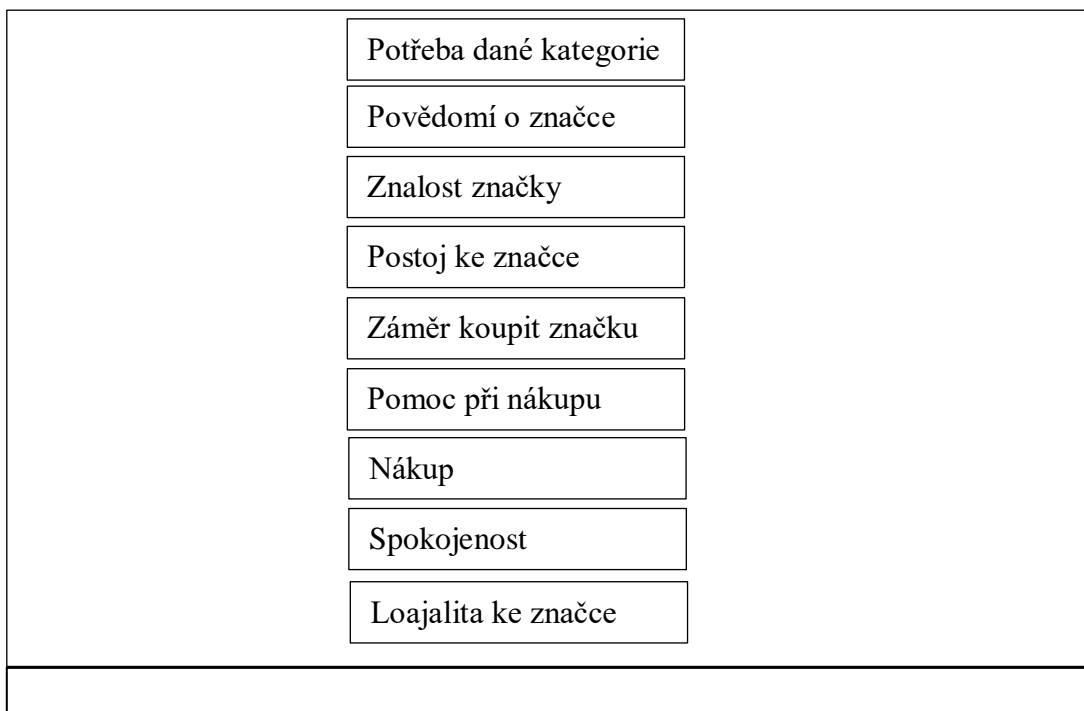 Potřeba dané kategorie
Povědomí o značce
Znalost značky
Postoj ke značce
Záměr koupit značku
Pomoc při nákupu
Nákup
Spokojenost
Loajalita ke značce